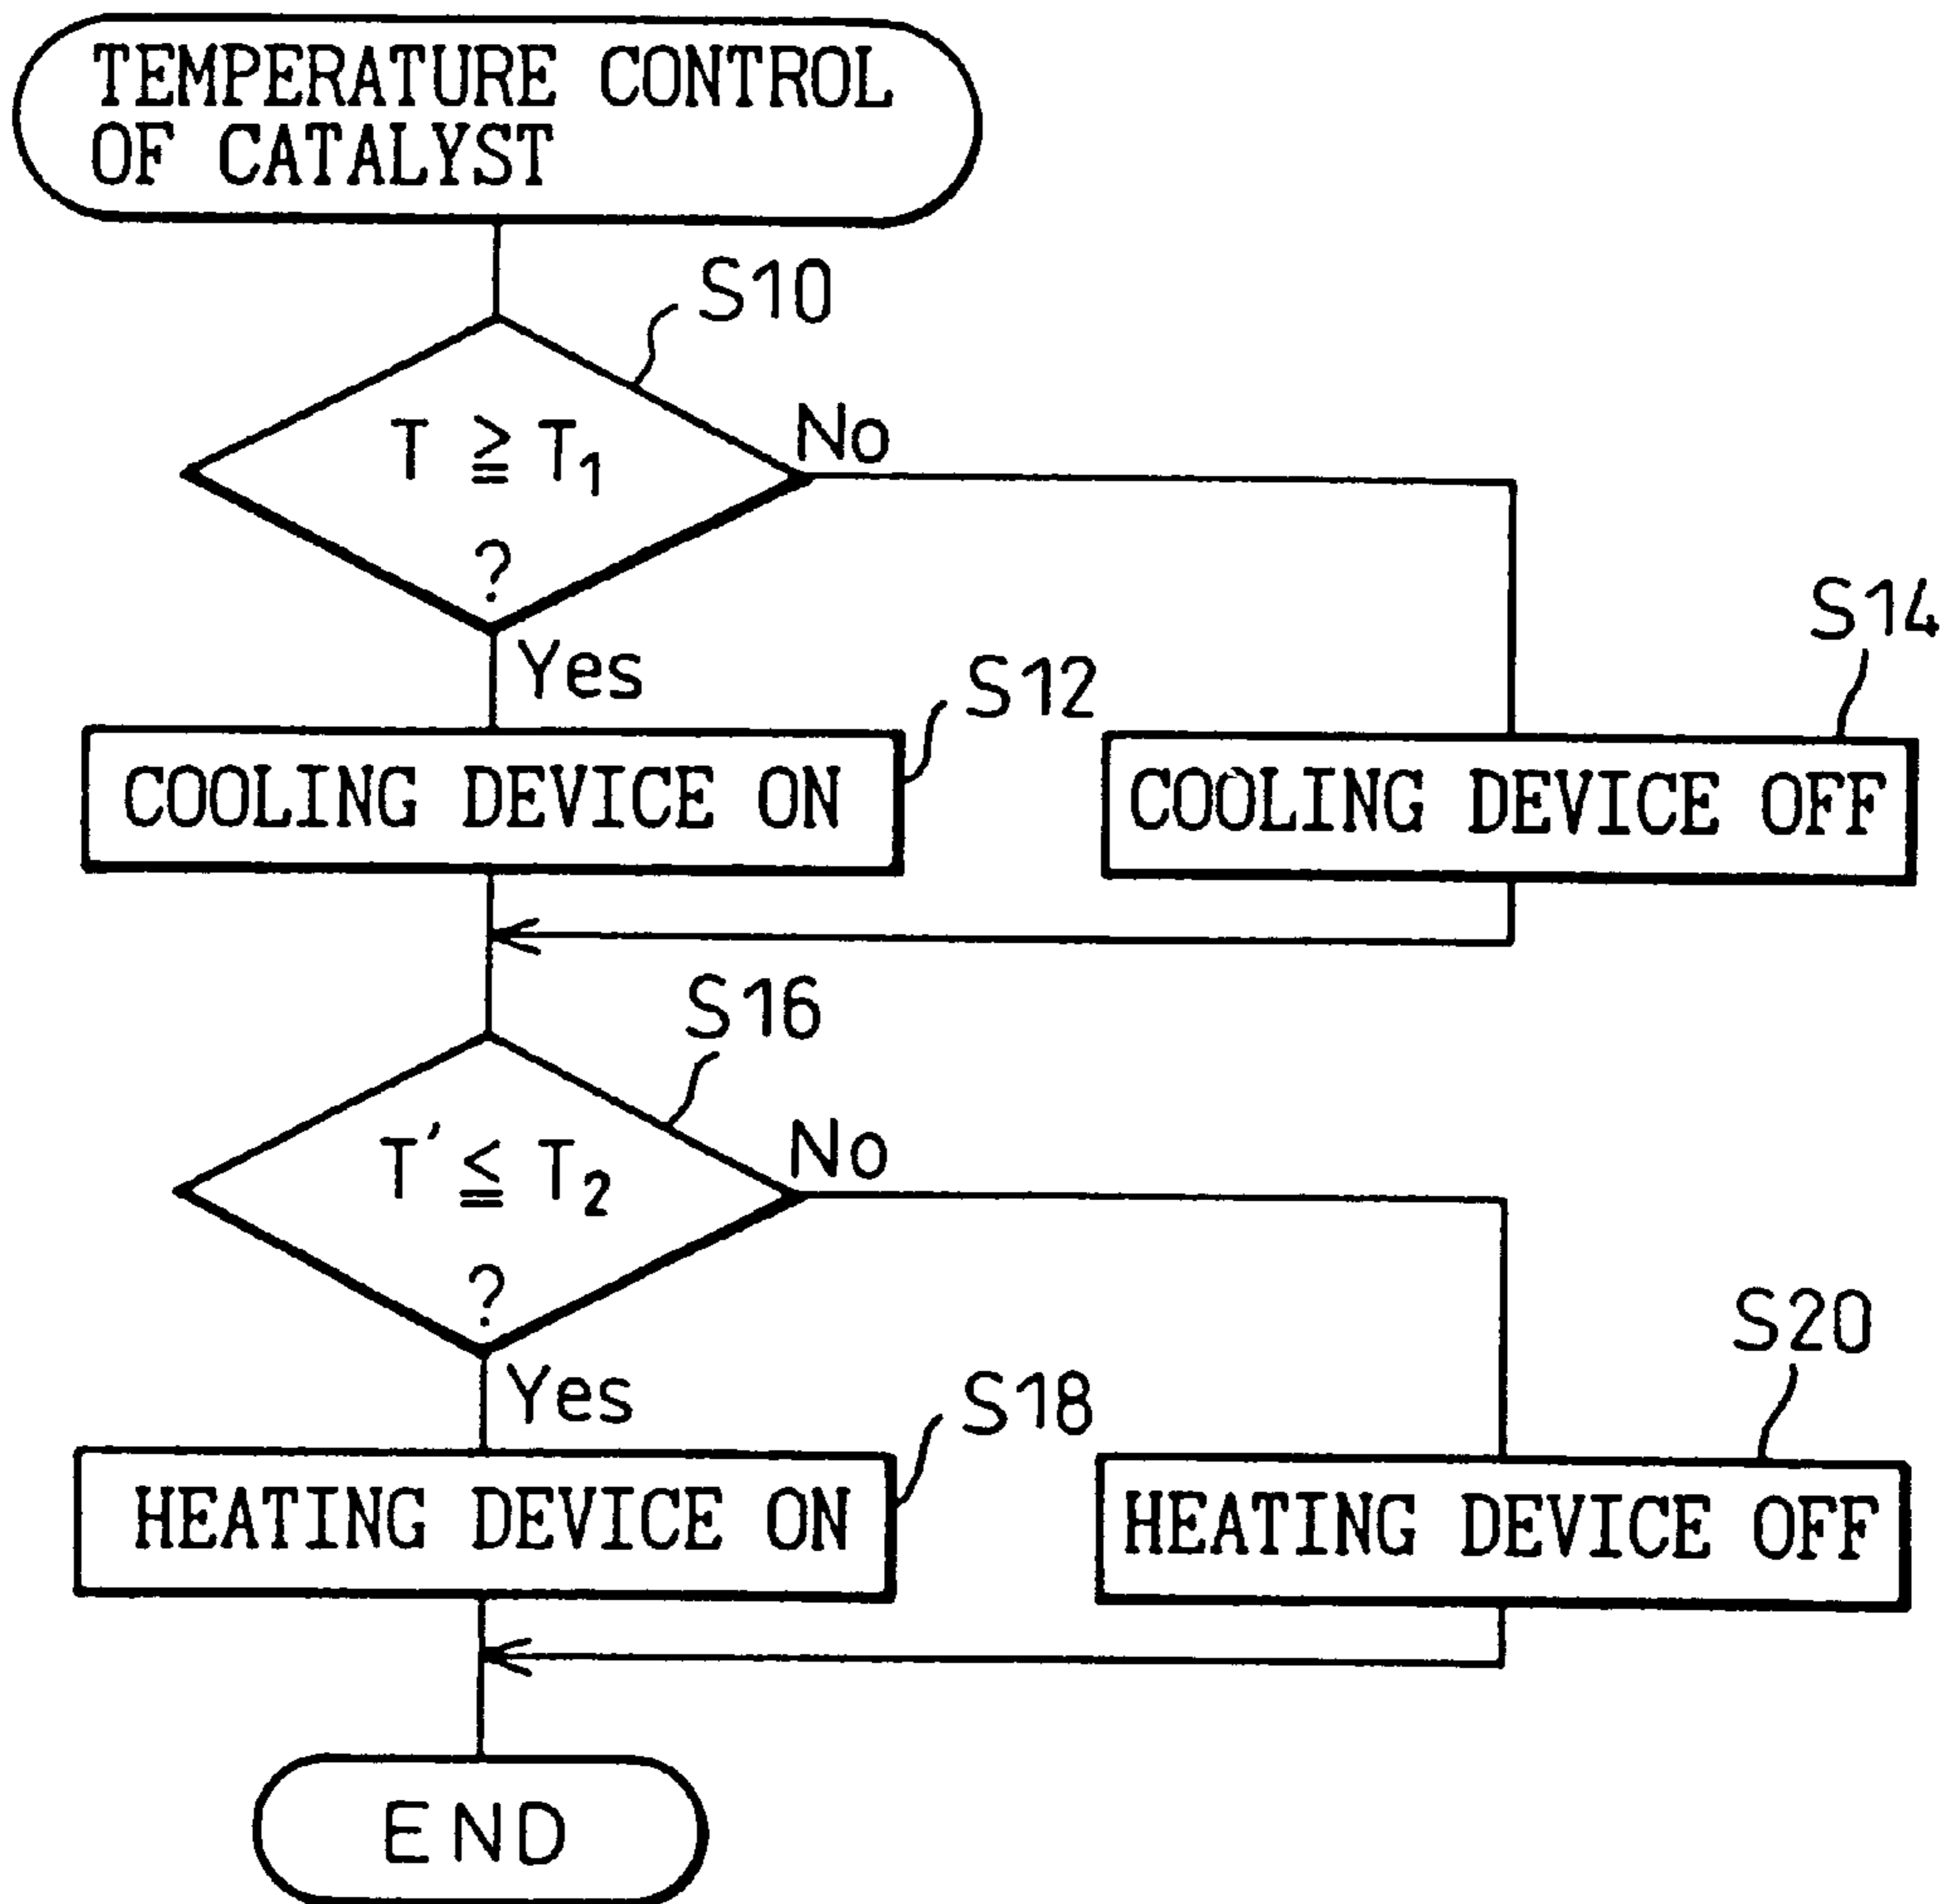 TEMPERATURE CONTROL
OF CATALYST
S10
T ≧ T₁
?
No
Yes
S12
COOLING DEVICE ON
S14
COOLING DEVICE OFF
S16
T′ ≦ T₂
?
No
Yes
S18
HEATING DEVICE ON
S20
HEATING DEVICE OFF
END